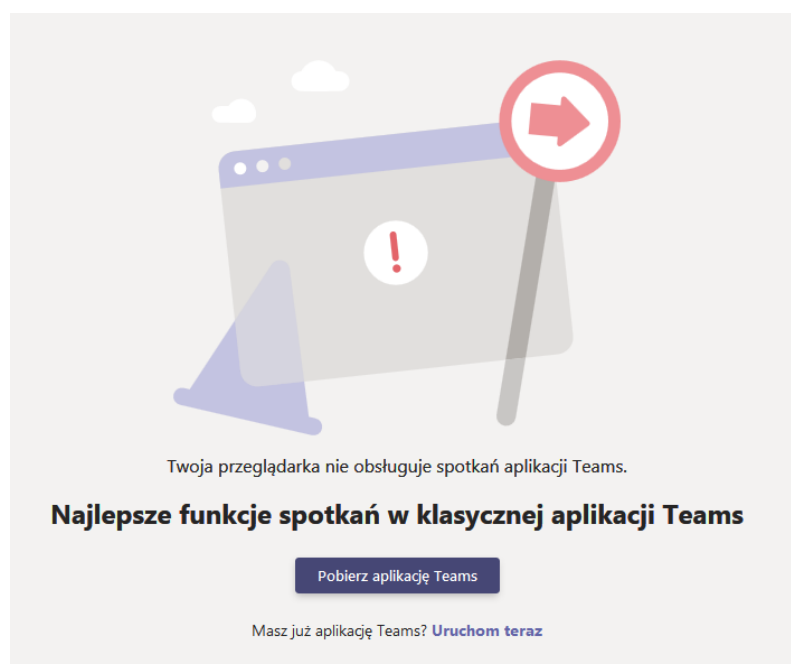 Twoja przeglądarka nie obsługuje spotkań aplikacji Teams.
Najlepsze funkcje spotkań w klasycznej aplikacji Teams
Pobierz aplikację Teams
Masz już aplikację Teams? Uruchom teraz